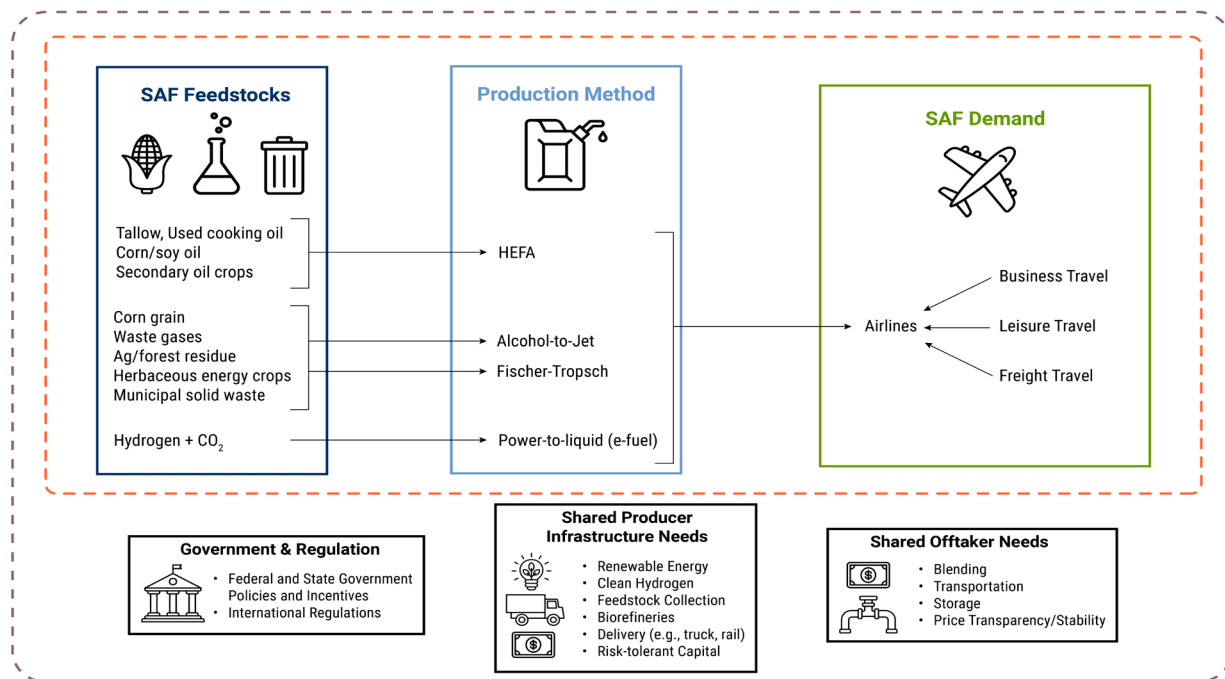 SAF Feedstocks
Tallow, Used cooking oil
Corn/soy oil
Secondary oil crops
Corn grain
Waste gases
Ag/forest residue
Herbaceous energy crops
Municipal solid waste
Hydrogen + CO₂
Production Method
HEFA
Alcohol-to-Jet
Fischer-Tropsch
Power-to-liquid (e-fuel)
SAF Demand
Airlines
Business Travel
Leisure Travel
Freight Travel
Government & Regulation
• Federal and State Government
Policies and Incentives
• International Regulations
Shared Producer
Infrastructure Needs
• Renewable Energy
• Clean Hydrogen
• Feedstock Collection
• Biorefineries
• Delivery (e.g., truck, rail)
• Risk-tolerant Capital
$
Shared Offtaker Needs
• Blending
• Transportation
• Storage
• Price Transparency/Stability
$